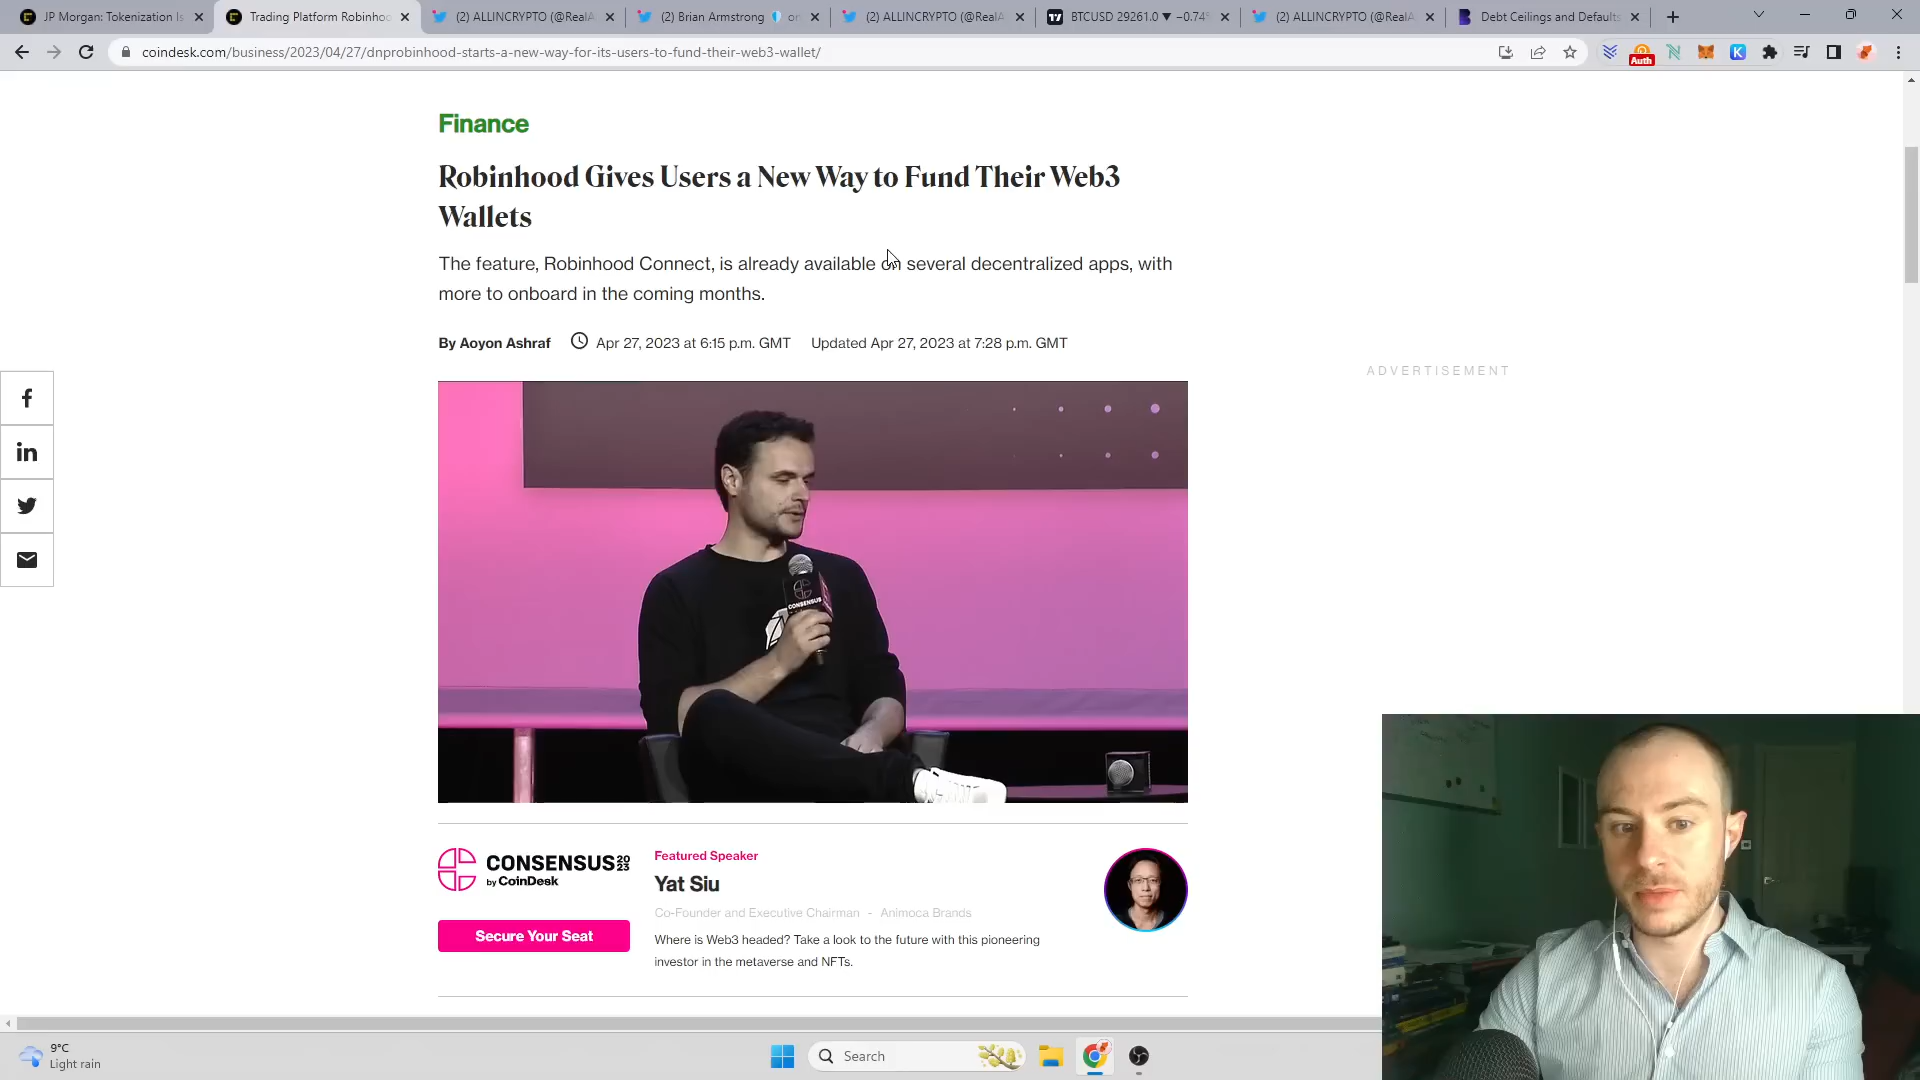 JP Morgan: Tokenization Is
Trading Platform Robinhoo
(2) ALLINCRYPTO (@RealA
(2) Brian Armstrong
(2) ALLINCRYPTO (@RealA
BTCUSD 29261.0 ▼ −0.74%
(2) ALLINCRYPTO (@RealA
Debt Ceilings and Defaults
coindesk.com/business/2023/04/27/dnprobinhood-starts-a-new-way-for-its-users-to-fund-their-web3-wallet/
Auth
Finance
Robinhood Gives Users a New Way to Fund Their Web3
Wallets
The feature, Robinhood Connect, is already available on several decentralized apps, with
more to onboard in the coming months.
By Aoyon Ashraf Apr 27, 2023 at 6:15 p.m. GMT Updated Apr 27, 2023 at 7:28 p.m. GMT
ADVERTISEMENT
CONSENSUS
CONSENSUS 2023
by CoinDesk
Secure Your Seat
Featured Speaker
Yat Siu
Co-Founder and Executive Chairman - Animoca Brands
Where is Web3 headed? Take a look to the future with this pioneering
investor in the metaverse and NFTs.
9°C
Light rain
Search